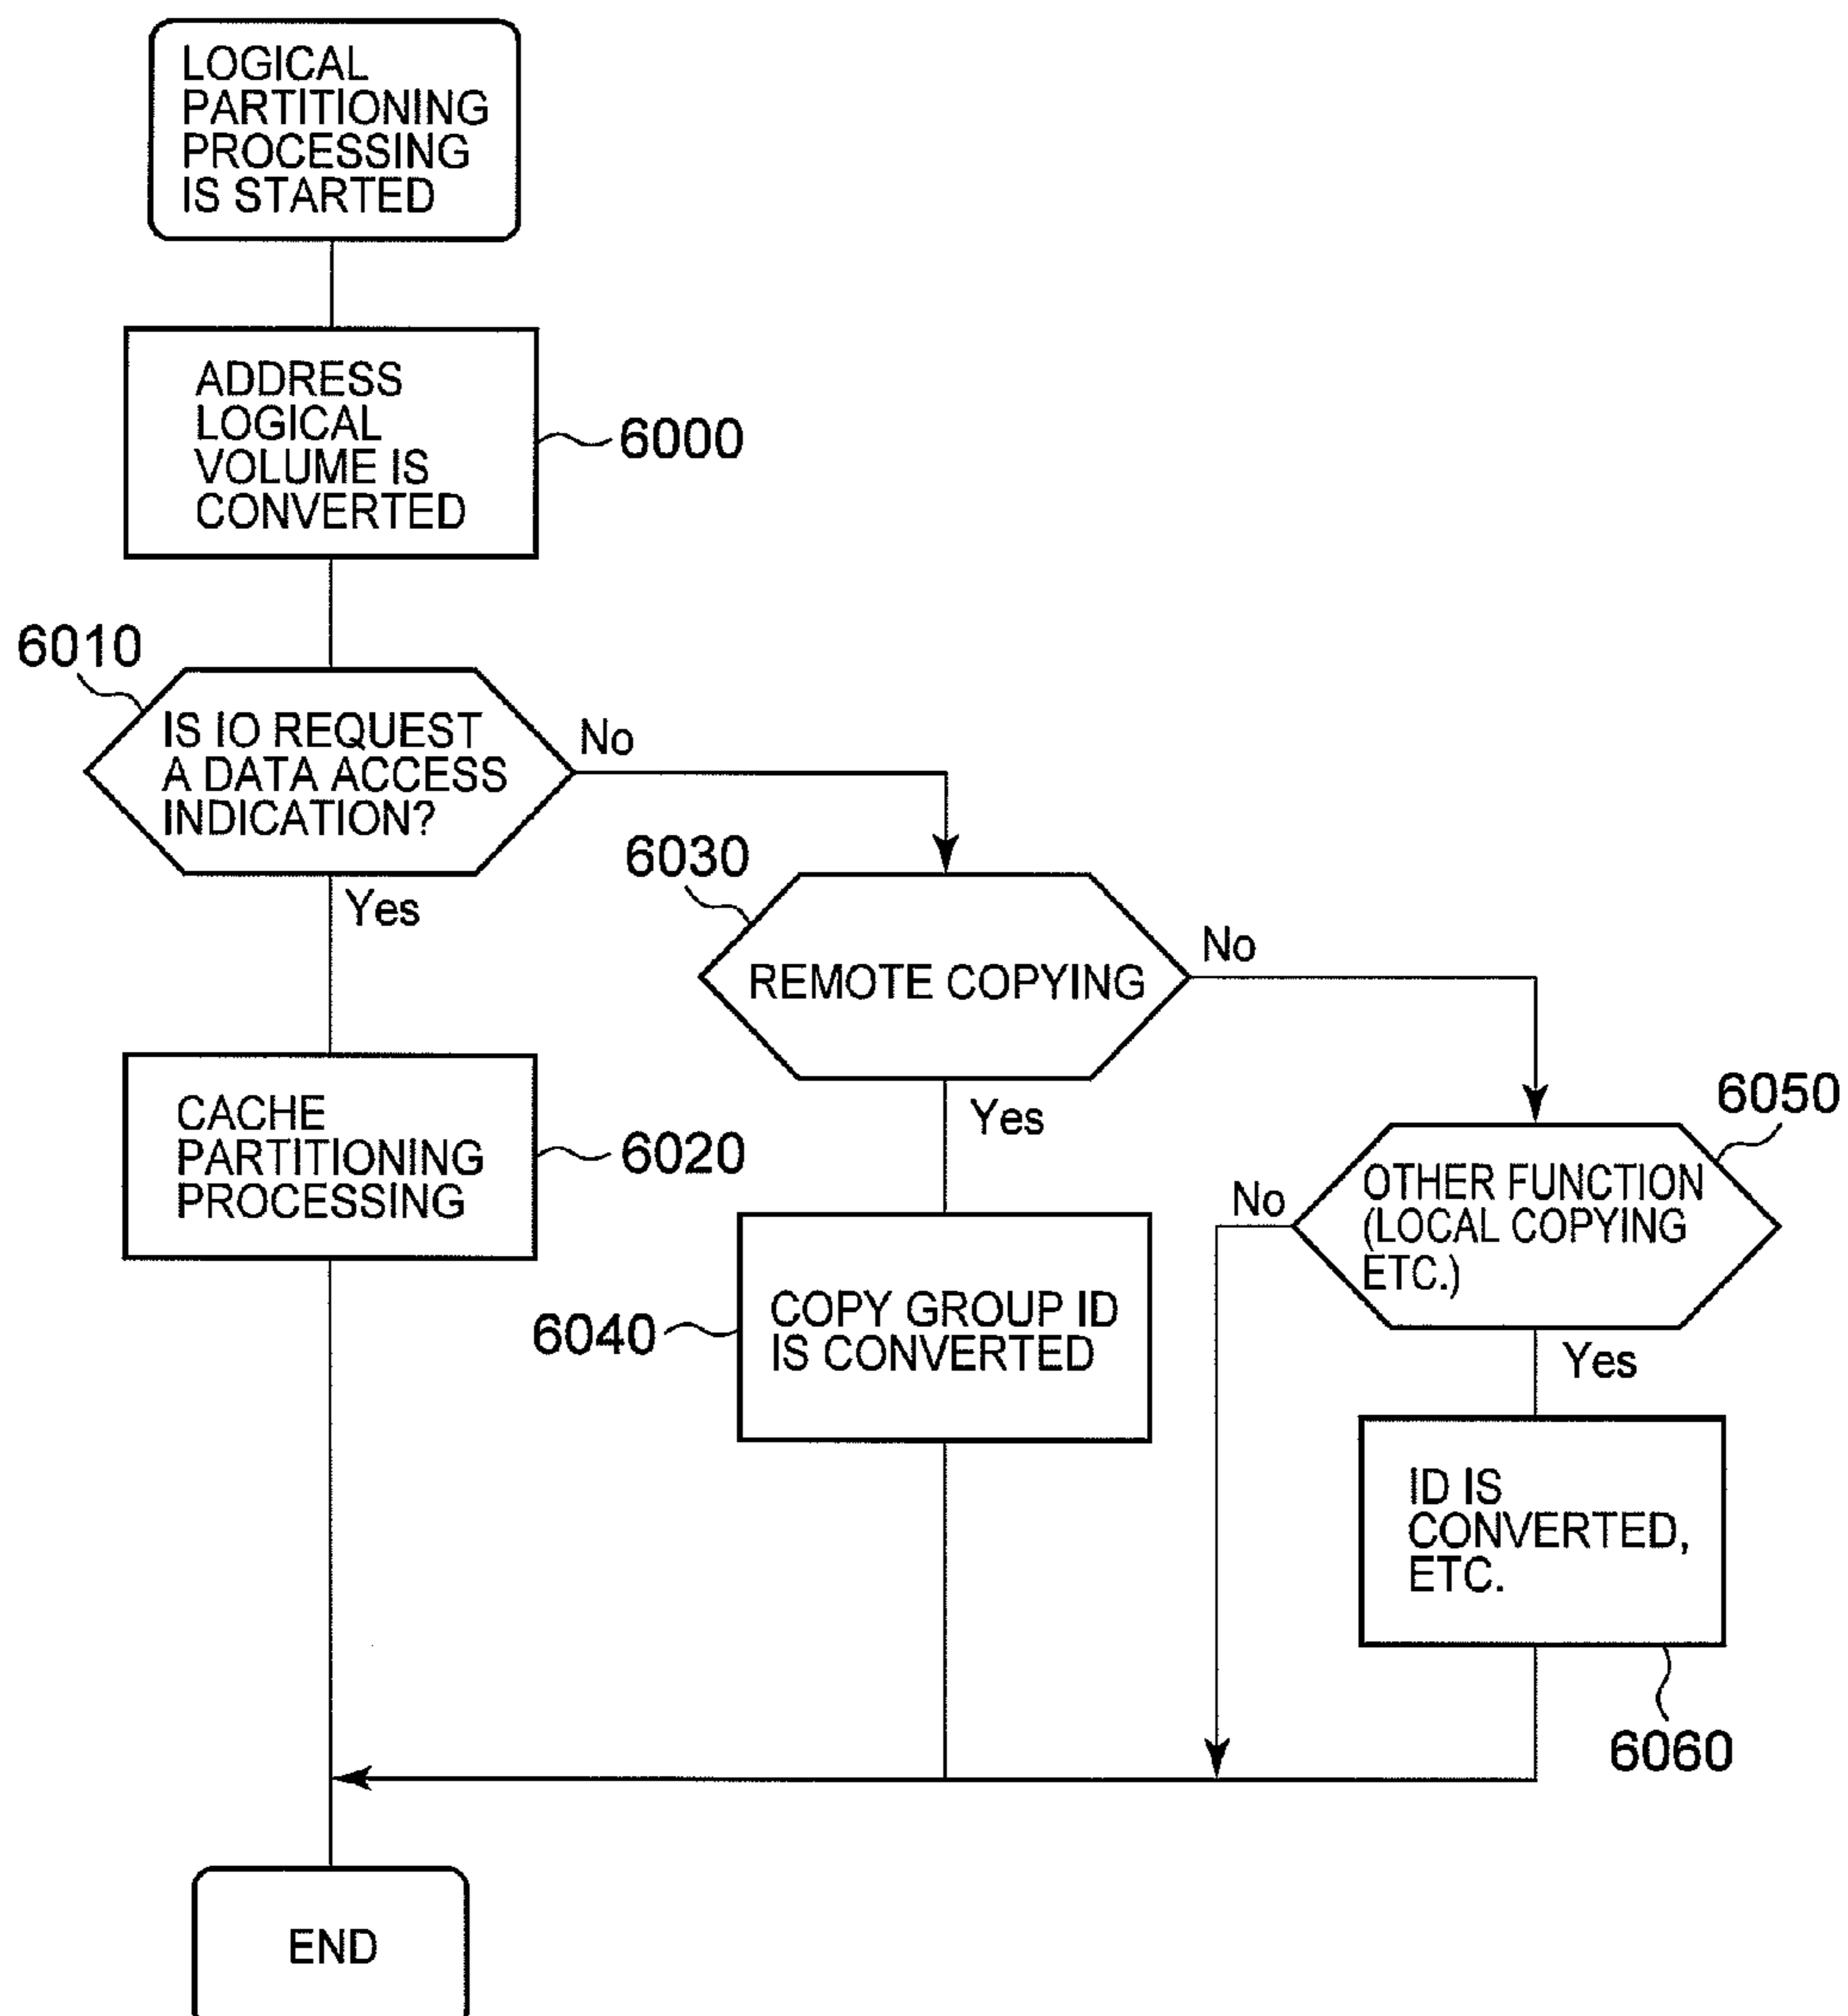 LOGICAL
PARTITIONING
PROCESSING
IS STARTED
ADDRESS
LOGICAL
VOLUME IS
CONVERTED
6000
6010
IS IO REQUEST
A DATA ACCESS
INDICATION?
No
Yes
6030
REMOTE COPYING
No
Yes
CACHE
PARTITIONING
PROCESSING
6020
6050
OTHER FUNCTION
(LOCAL COPYING
ETC.)
No
Yes
6040
COPY GROUP ID
IS CONVERTED
ID IS
CONVERTED,
ETC.
6060
END